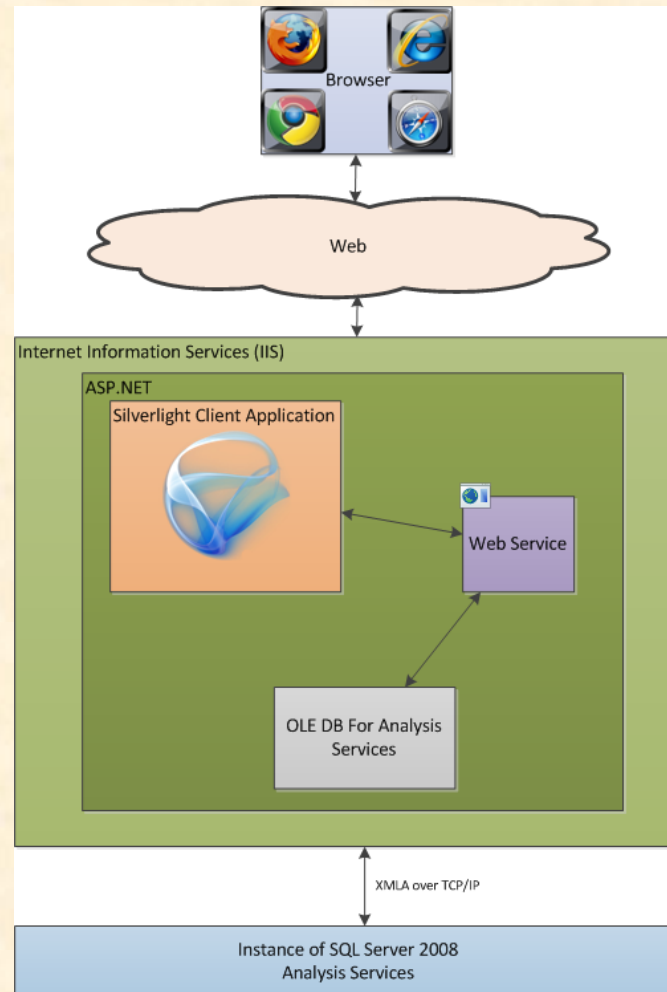 Browser
Web
Internet Information Services (IIS)
ASP.NET
Silverlight Client Application
Web Service
OLE DB For Analysis
Services
XMLA over TCP/IP
Instance of SQL Server 2008
Analysis Services